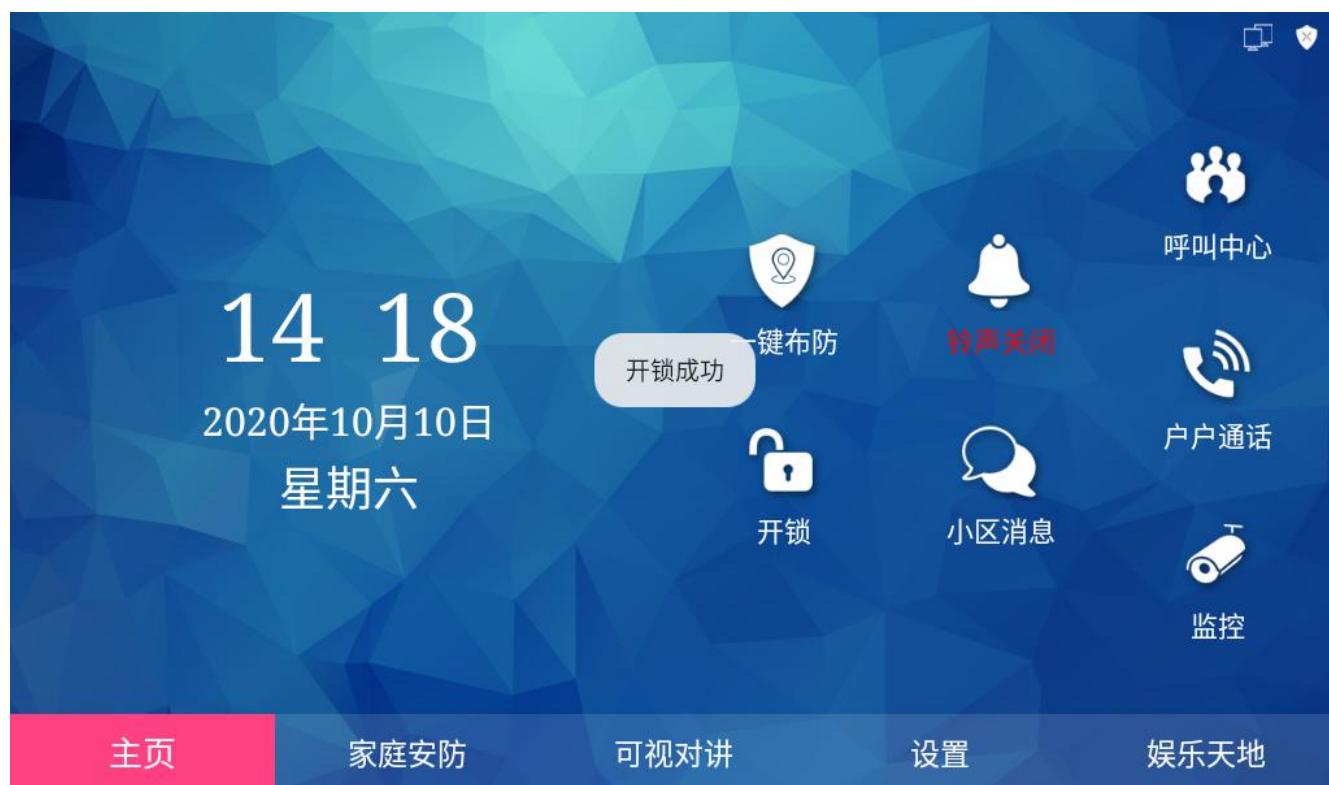 呼叫中心
14 18
一键布防
铃声关闭
开锁成功
2020年10月10日
户户通话
星期六
开锁
小区消息
监控
主页
家庭安防
可视对讲
设置
娱乐天地